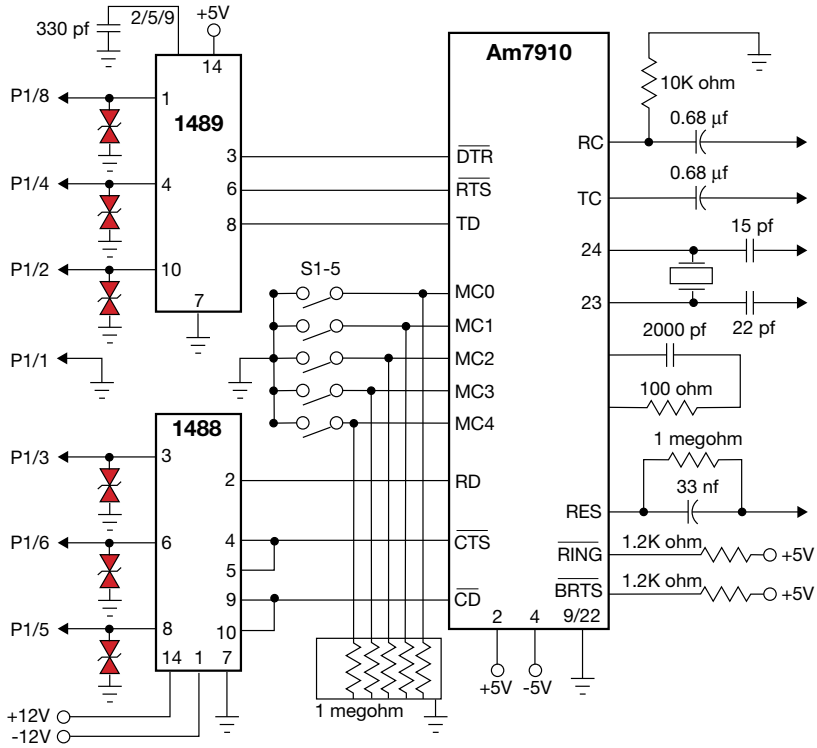 330 pf
2/5/9
+5V
14
P1/8
1
1489
P1/4
4
P1/2
10
3
6
8
7
P1/1
S1-5
Am7910
DTR
RTS
TD
MC0
MC1
MC2
MC3
MC4
RD
CTS
CD
RC
TC
24
23
RES
RING
BRTS
2
4
9/22
+5V
-5V
10K ohm
0.68 µf
0.68 µf
15 pf
22 pf
2000 pf
100 ohm
1 megohm
33 nf
1.2K ohm
+5V
1.2K ohm
+5V
1488
P1/3
3
P1/6
6
P1/5
8
2
4
5
9
10
14
1
7
+12V
-12V
1 megohm